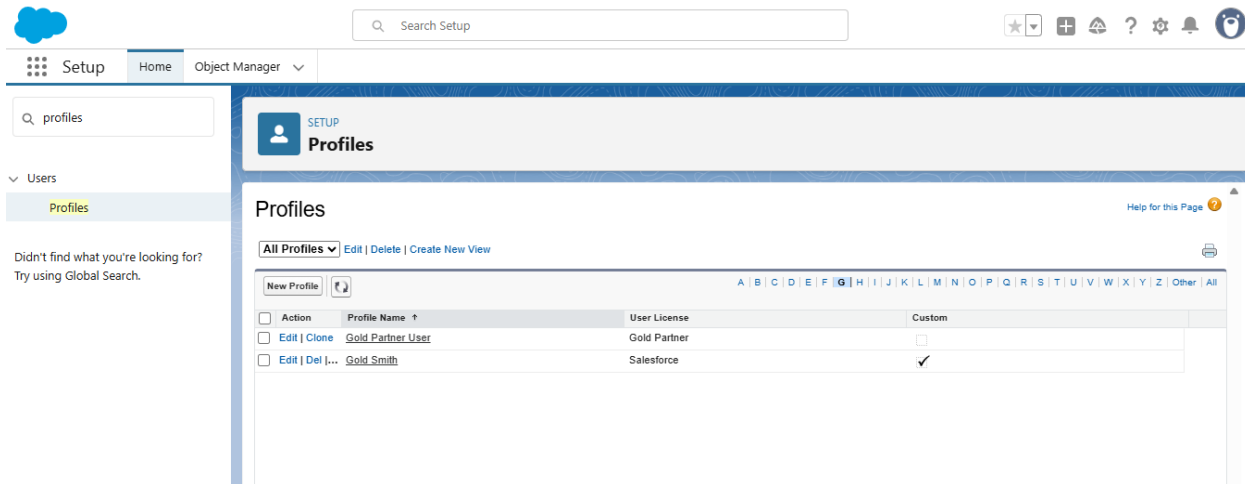 Search Setup
Setup Home Object Manager
profiles
Users
Profiles
Didn't find what you're looking for?
Try using Global Search.
SETUP
Profiles
Profiles
Help for this Page ?
All Profiles Edit | Delete | Create New View
New Profile A | B | C | D | E | F | G | H | I | J | K | L | M | N | O | P | Q | R | S | T | U | V | W | X | Y | Z | Other | All
Action Profile Name ↑ User License Custom
Edit | Clone Gold Partner User Gold Partner
Edit | Del |... Gold Smith Salesforce